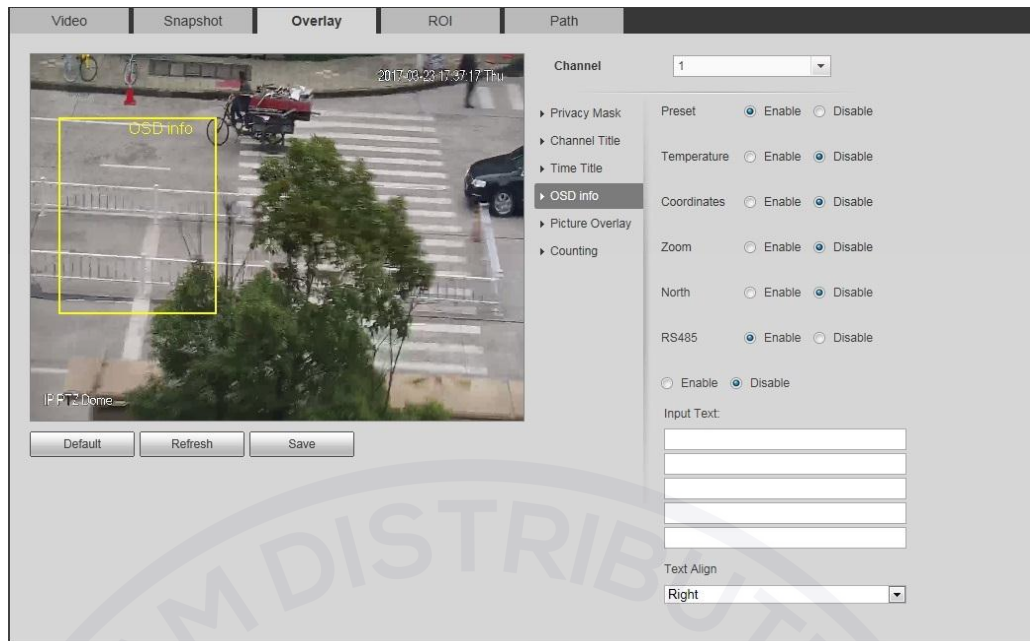 Video Snapshot Overlay ROI Path
2017-03-23 17:37:17 Thu
OSD info
IP PTZ Dome
Default Refresh Save
Channel 1
Privacy Mask
Channel Title
Time Title
OSD info
Picture Overlay
Counting
Preset Enable Disable
Temperature Enable Disable
Coordinates Enable Disable
Zoom Enable Disable
North Enable Disable
RS485 Enable Disable
Enable Disable
Input Text:
Text Align
Right